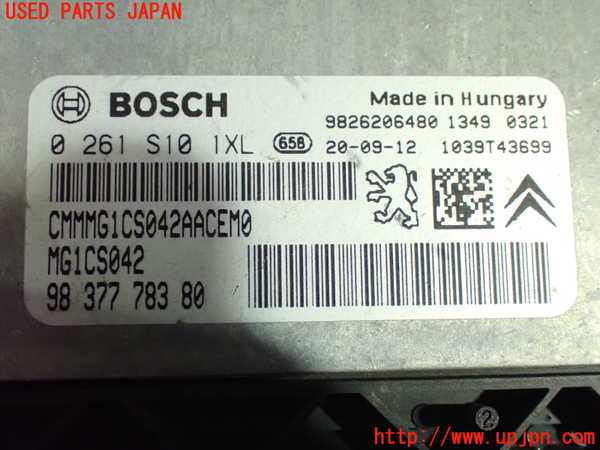 USED PARTS JAPAN
BOSCH
Made in Hungary
9826206480 1349 0321
0 261 S10 1XL 658 20-09-12 1039T43699
CMMMG1CS042AACEM0
MG1CS042
98 377 783 80
http://www.upjpn.com/